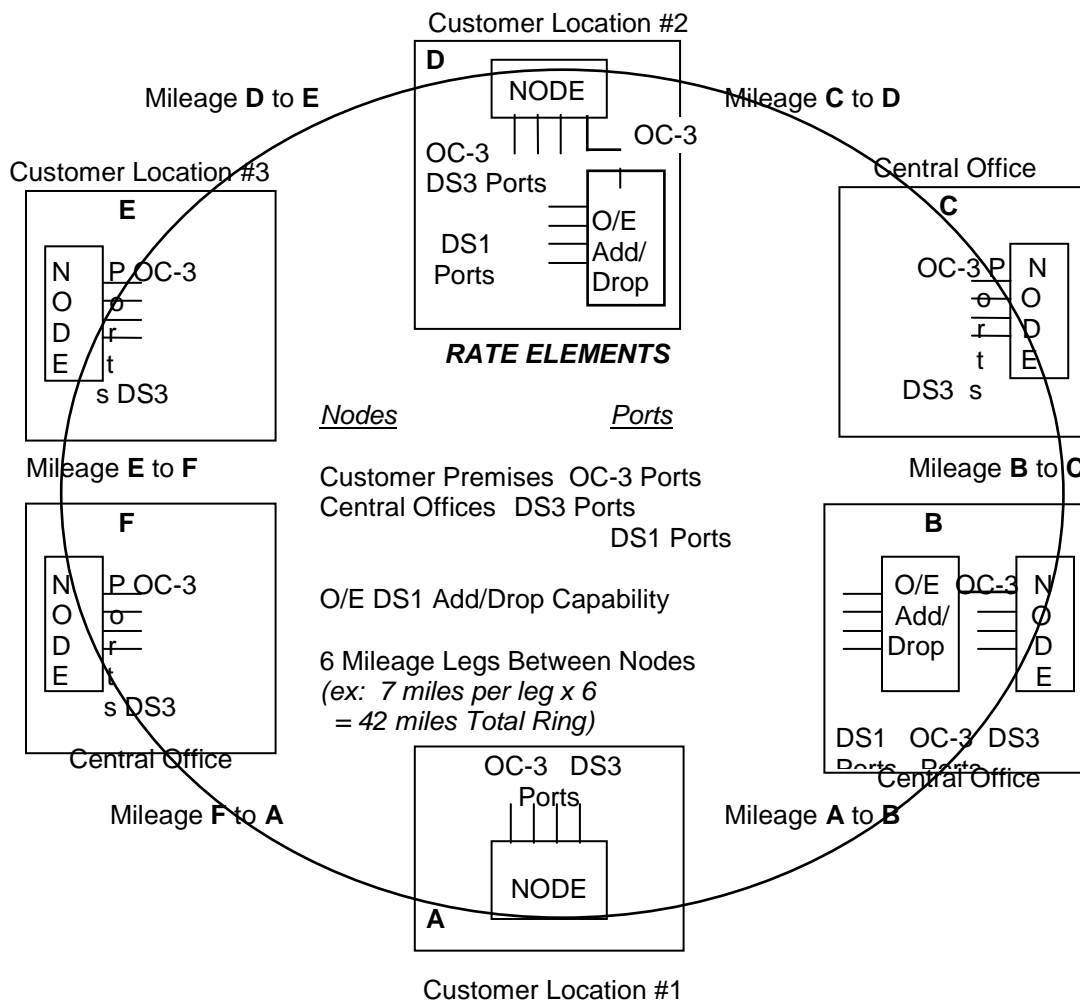 Customer Location #2
D
NODE
Mileage D to E
Mileage C to D
OC-3
OC-3
DS3 Ports
O/E
Add/
Drop
DS1
Ports
Customer Location #3
E
N
O
D
E
P OC-3
o
r
t
s DS3
Central Office
C
OC-3 P
o
r
t
DS3 s
N
O
D
E
RATE ELEMENTS
Nodes Ports
Customer Premises OC-3 Ports
Central Offices DS3 Ports
DS1 Ports
O/E DS1 Add/Drop Capability
6 Mileage Legs Between Nodes
(ex: 7 miles per leg x 6
= 42 miles Total Ring)
Mileage E to F
Mileage B to C
F
N
O
D
E
P OC-3
o
r
t
s DS3
Central Office
B
O/E
Add/
Drop
OC-3
N
O
D
E
DS1 OC-3 DS3
Ports Ports
Central Office
Mileage F to A
Mileage A to B
OC-3 DS3
Ports
NODE
A
Customer Location #1